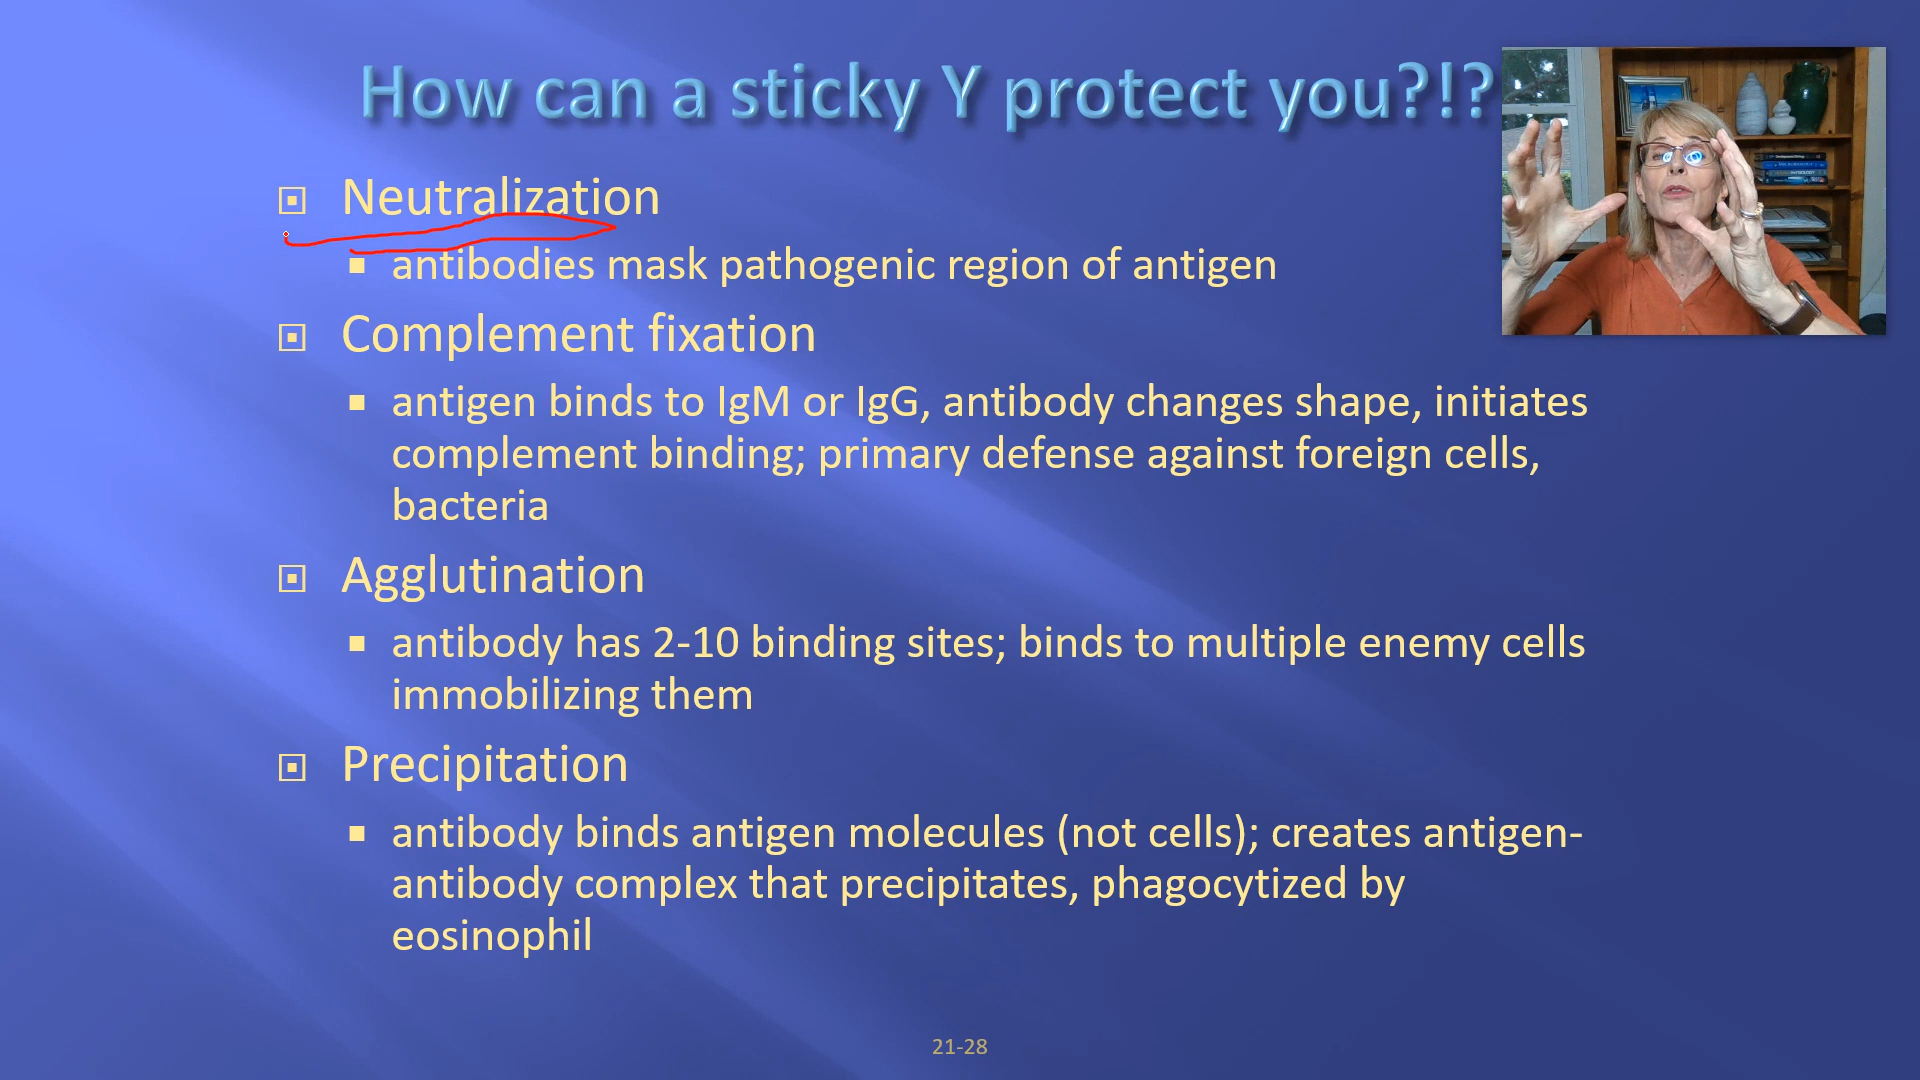 How can a sticky Y protect you?!?
Neutralization
antibodies mask pathogenic region of antigen
Complement fixation
antigen binds to IgM or IgG, antibody changes shape, initiates
complement binding; primary defense against foreign cells,
bacteria
Agglutination
antibody has 2-10 binding sites; binds to multiple enemy cells
immobilizing them
Precipitation
antibody binds antigen molecules (not cells); creates antigen-
antibody complex that precipitates, phagocytized by
eosinophil
21-28